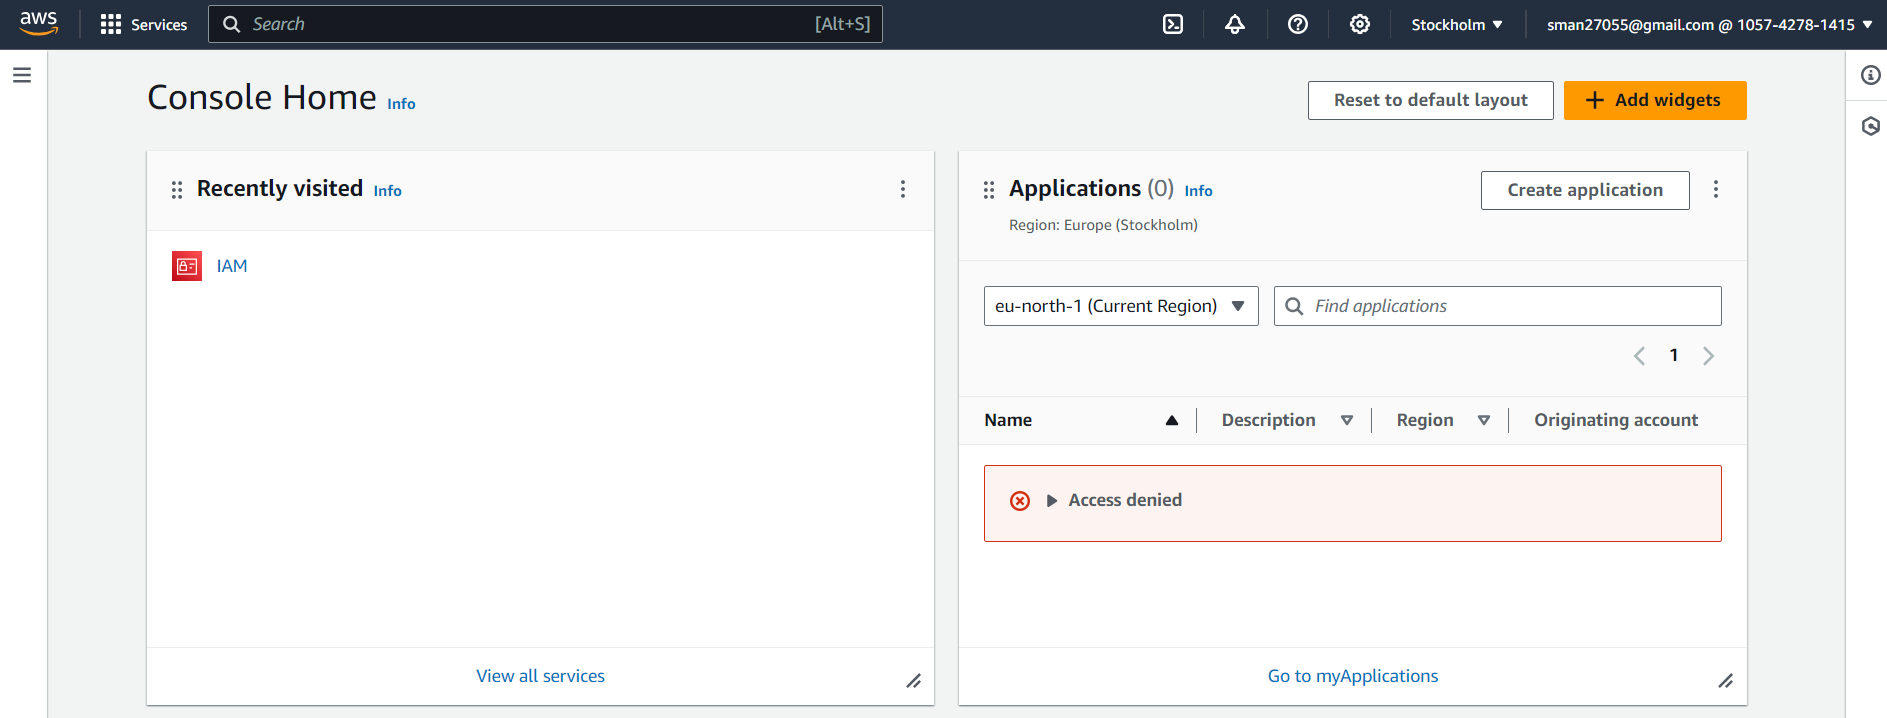 aws
Services
Search [Alt+S]
Stockholm
sman27055@gmail.com @ 1057-4278-1415
Console Home Info
Reset to default layout
Add widgets
Recently visited Info
IAM
View all services
Applications (0) Info
Region: Europe (Stockholm)
Create application
eu-north-1 (Current Region)
Find applications
1
Name Description Region Originating account
Access denied
Go to myApplications